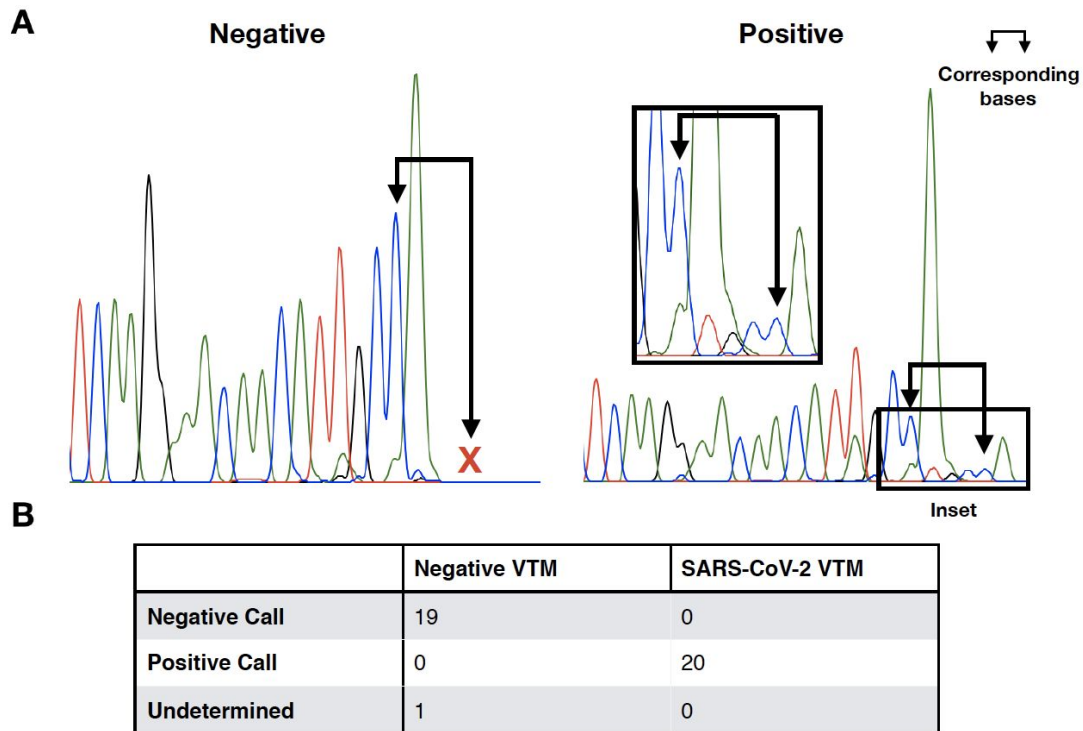 A
Negative
Positive
Corresponding
bases
X
Inset
B
Negative VTM SARS-CoV-2 VTM
Negative Call 19 0
Positive Call 0 20
Undetermined 1 0